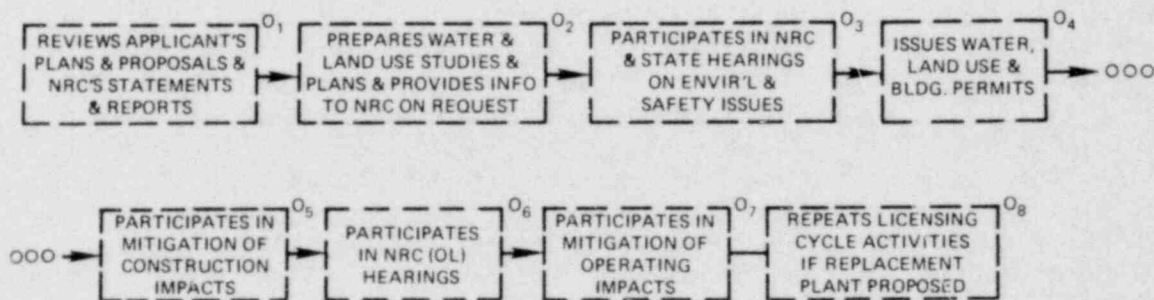 O1
REVIEWS APPLICANT'S
PLANS & PROPOSALS &
NRC'S STATEMENTS
& REPORTS
O2
PREPARES WATER &
LAND USE STUDIES &
PLANS & PROVIDES INFO
TO NRC ON REQUEST
O3
PARTICIPATES IN NRC
& STATE HEARINGS
ON ENVIR'L &
SAFETY ISSUES
O4
ISSUES WATER,
LAND USE &
BLDG. PERMITS
O5
PARTICIPATES IN
MITIGATION OF
CONSTRUCTION
IMPACTS
O6
PARTICIPATES
IN NRC (OL)
HEARINGS
O7
PARTICIPATES IN
MITIGATION OF
OPERATING
IMPACTS
O8
REPEATS LICENSING
CYCLE ACTIVITIES
IF REPLACEMENT
PLANT PROPOSED